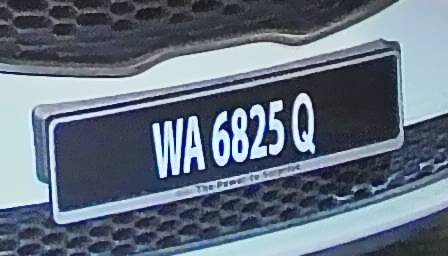 WA 6825 Q
The Power to Surprise